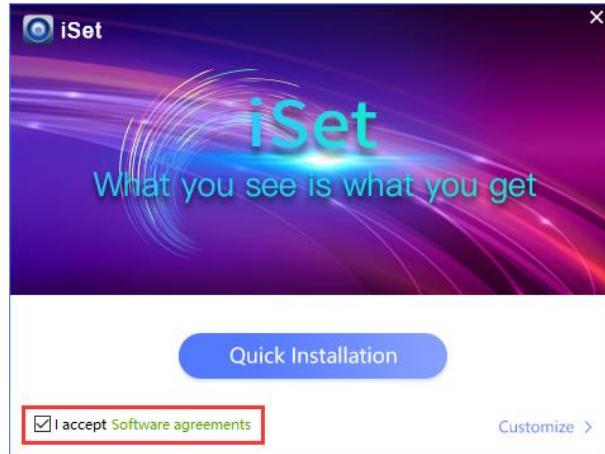 iSet
iSet
What you see is what you get
Quick Installation
I accept Software agreements
Customize >